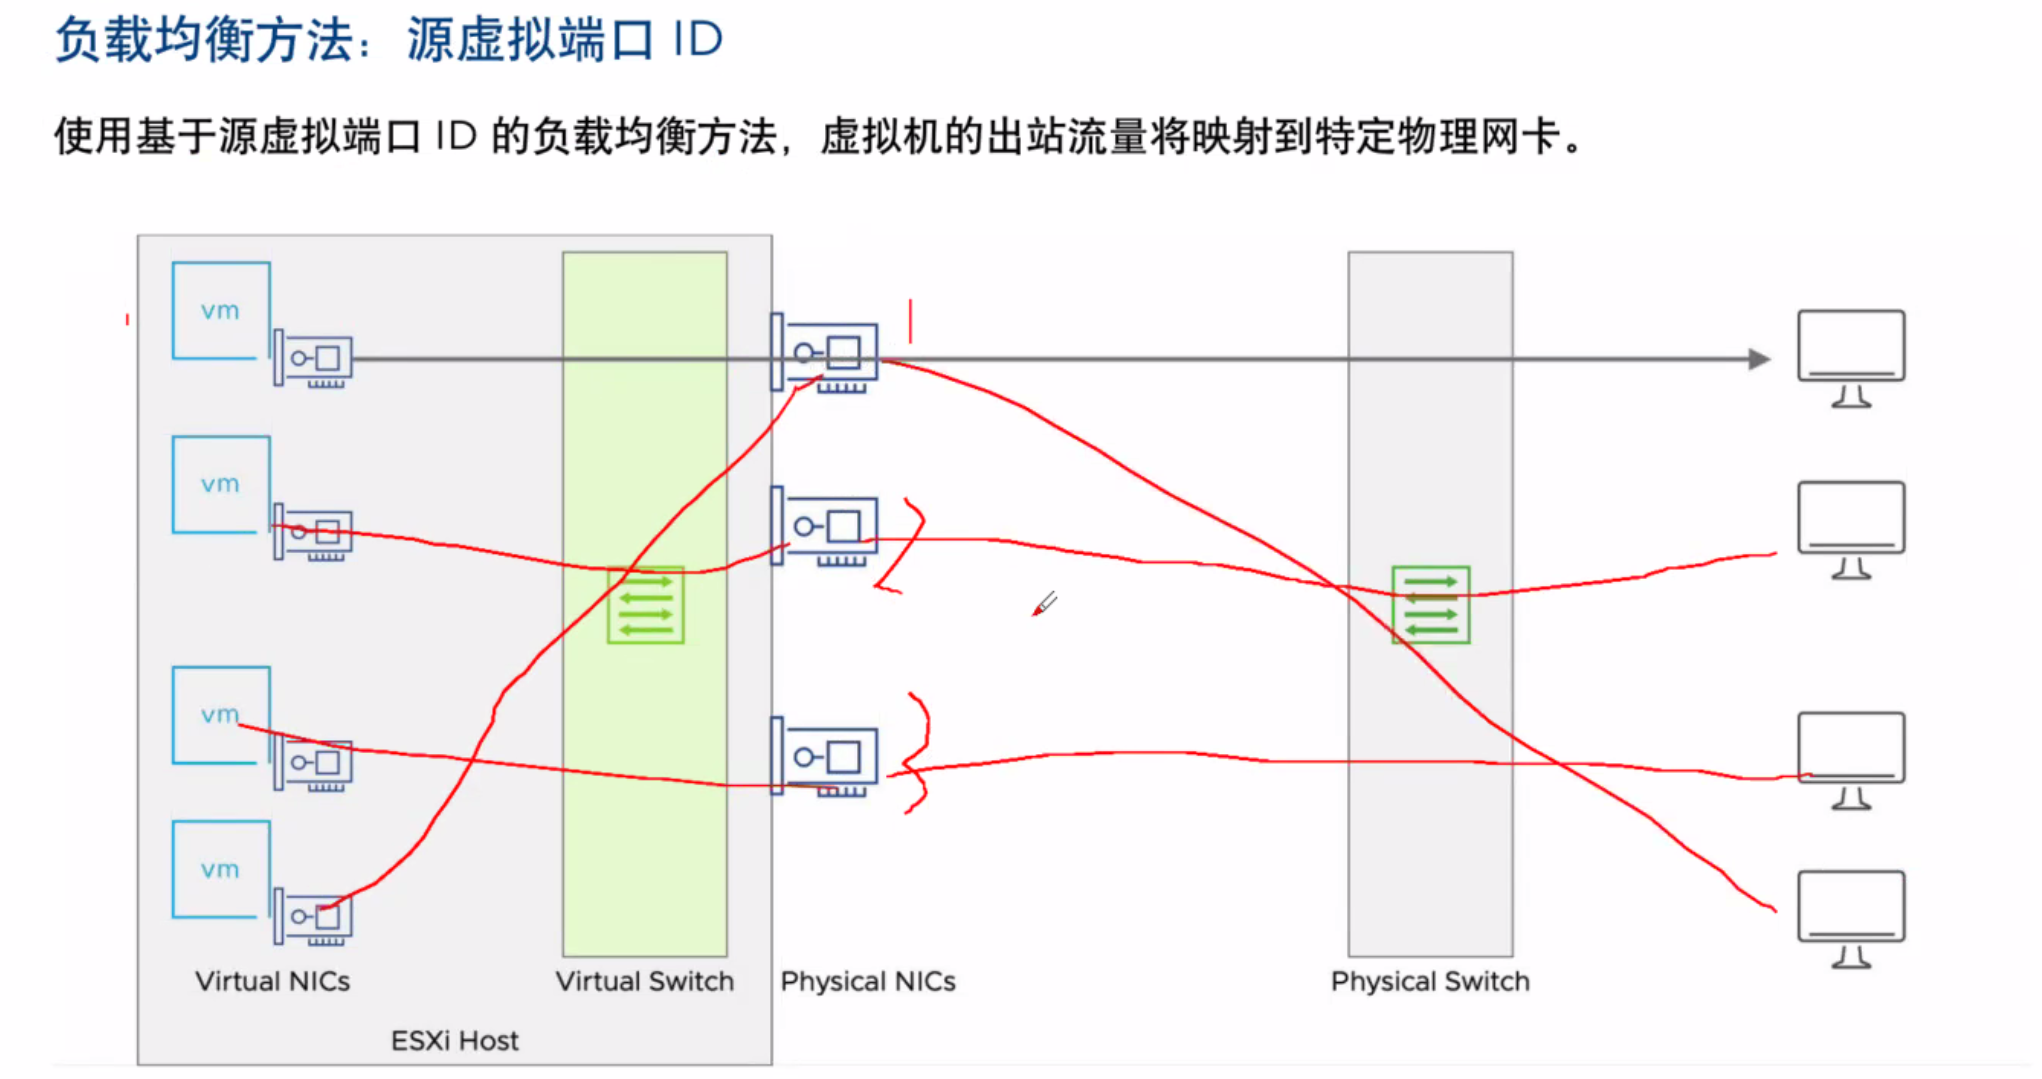 负载均衡方法：源虚拟端口 ID
使用基于源虚拟端口 ID 的负载均衡方法，虚拟机的出站流量将映射到特定物理网卡。
vm
vm
vm
vm
Virtual NICs
Virtual Switch
Physical NICs
Physical Switch
ESXi Host